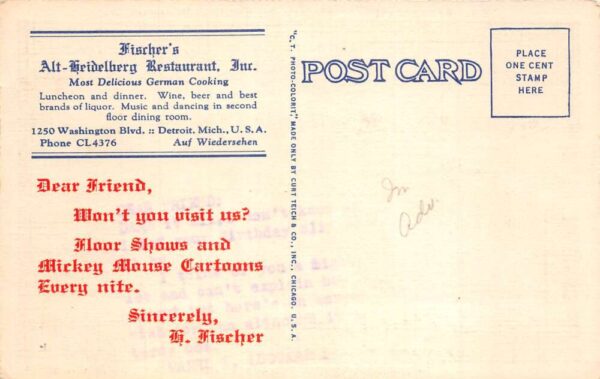 Fischer's
Alt-Heidelberg Restaurant, Inc.
Most Delicious German Cooking
Luncheon and dinner. Wine, beer and best
brands of liquor. Music and dancing in second
floor dining room.
1250 Washington Blvd. :: Detroit, Mich., U. S. A.
Phone CL4376 Auf Wiedersehen
Dear Friend,
Won't you visit us?
Floor Shows and
Mickey Mouse Cartoons
Every nite.
Sincerely,
H. Fischer
"C. T. PHOTO-COLORIT," MADE ONLY BY CURT TEICH & CO., INC., CHICAGO, U. S. A.
POST CARD
PLACE
ONE CENT
STAMP
HERE
Adv.